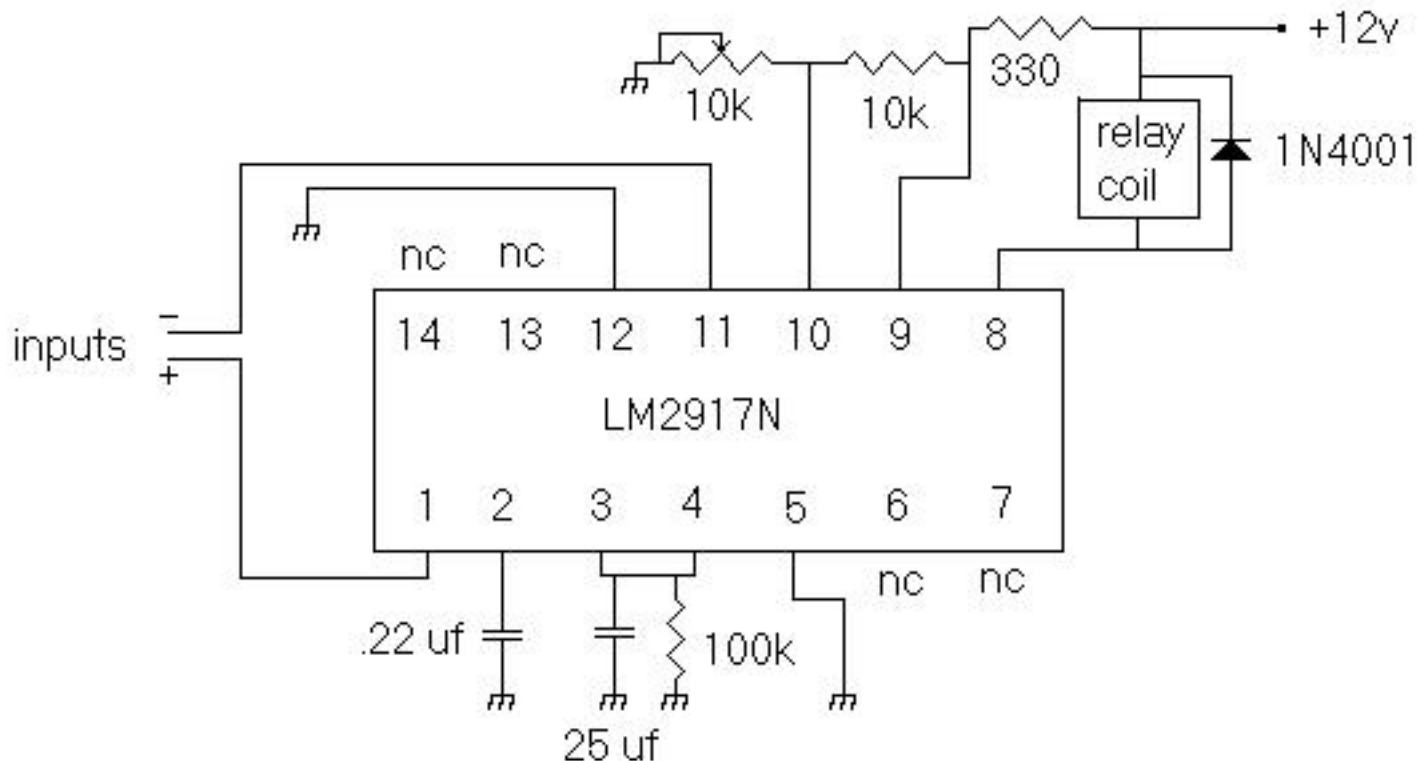 +12v
330
10k
10k
relay
coil
1N4001
nc
nc
inputs
-
+
14
13
12
11
10
9
8
LM2917N
1
2
3
4
5
6
7
nc
nc
.22 uf
100k
25 uf